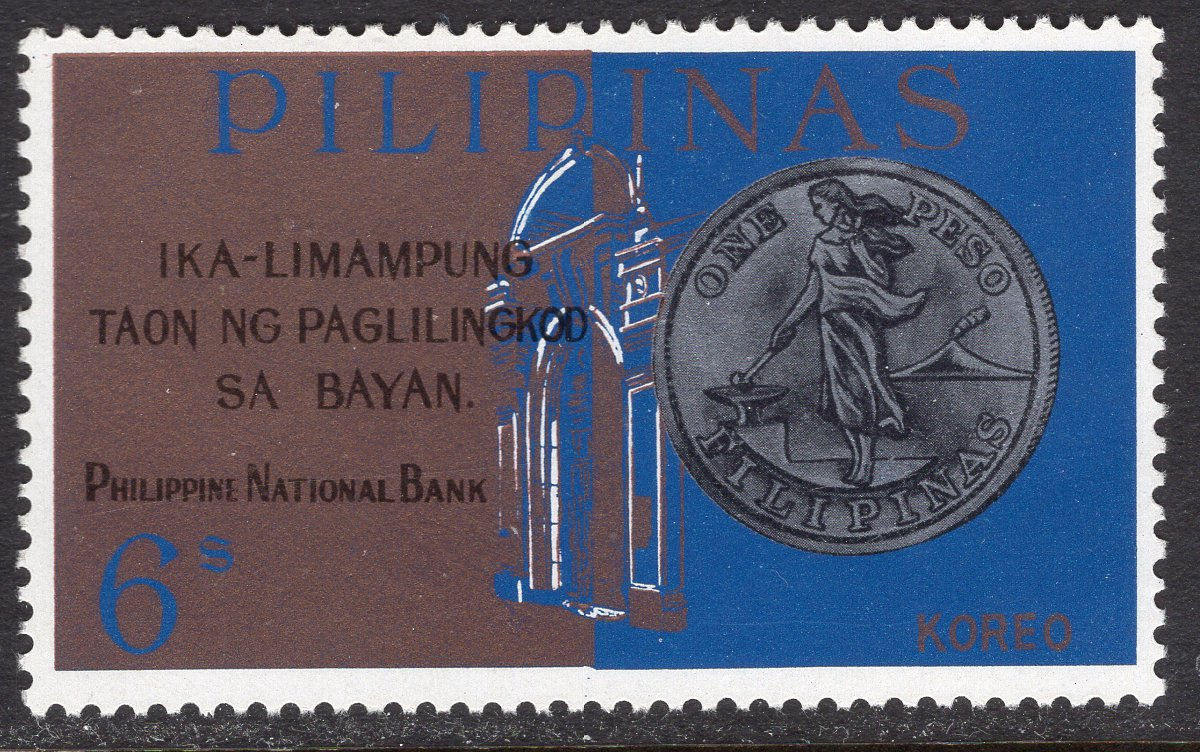 PILIPINAS
IKA-LIMAMPUNG
TAON NG PAGLILINGKOD
SA BAYAN.
PHILIPPINE NATIONAL BANK
6s
ONE PESO
FILIPINAS
KOREO